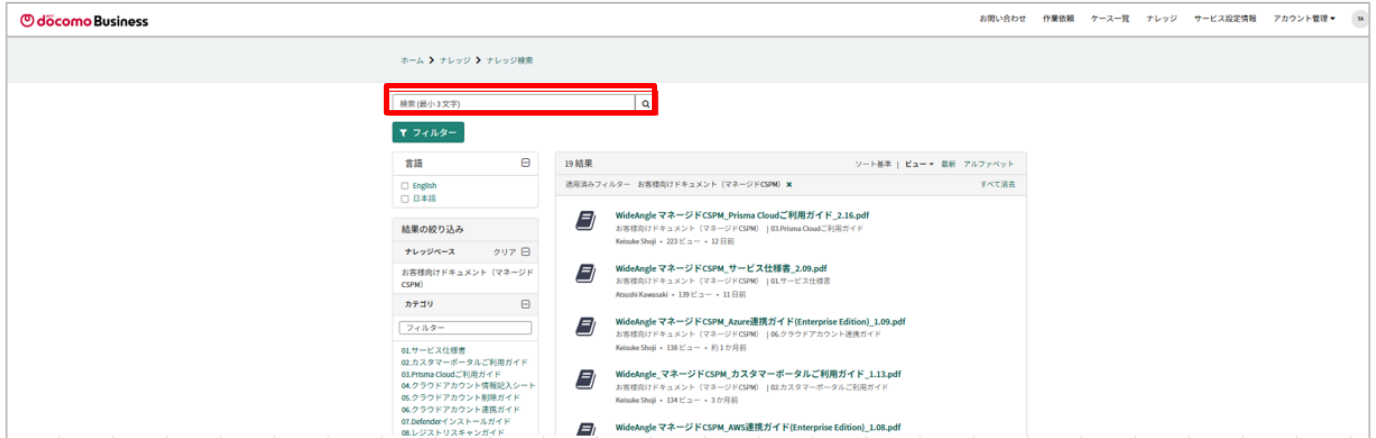 döcomo Business
お問い合わせ 作業依頼 ケース一覧 ナレッジ サービス設定情報 アカウント管理
TA
ホーム ナレッジ ナレッジ検索
検索 (最小 3 文字)
フィルター
言語
English
日本語
結果の絞り込み
ナレッジベース クリア
お客様向けドキュメント（マネージド
CSPM）
カテゴリ
フィルター
01.サービス仕様書
02.カスタマーポータルご利用ガイド
03.Prisma Cloudご利用ガイド
04.クラウドアカウント情報記入シート
05.クラウドアカウント削除ガイド
06.クラウドアカウント連携ガイド
07.Defenderインストールガイド
08.レジストリスキャンガイド
19 結果 ソート基準 | ビュー 最新 アルファベット
適用済みフィルター お客様向けドキュメント（マネージドCSPM） すべて消去
WideAngle マネージドCSPM_Prisma Cloudご利用ガイド_2.16.pdf
お客様向けドキュメント（マネージドCSPM） | 03.Prisma Cloudご利用ガイド
Keisuke Shoji • 223 ビュー • 12 日前
WideAngle マネージドCSPM_サービス仕様書_2.09.pdf
お客様向けドキュメント（マネージドCSPM） | 01.サービス仕様書
Atsushi Kawasaki • 139 ビュー • 11 日前
WideAngle マネージドCSPM_Azure連携ガイド(Enterprise Edition)_1.09.pdf
お客様向けドキュメント（マネージドCSPM） | 06.クラウドアカウント連携ガイド
Keisuke Shoji • 138 ビュー • 約 1 か月前
WideAngle_マネージドCSPM_カスタマーポータルご利用ガイド_1.13.pdf
お客様向けドキュメント（マネージドCSPM） | 02.カスタマーポータルご利用ガイド
Keisuke Shoji • 134 ビュー • 3 か月前
WideAngle マネージドCSPM_AWS連携ガイド(Enterprise Edition)_1.08.pdf